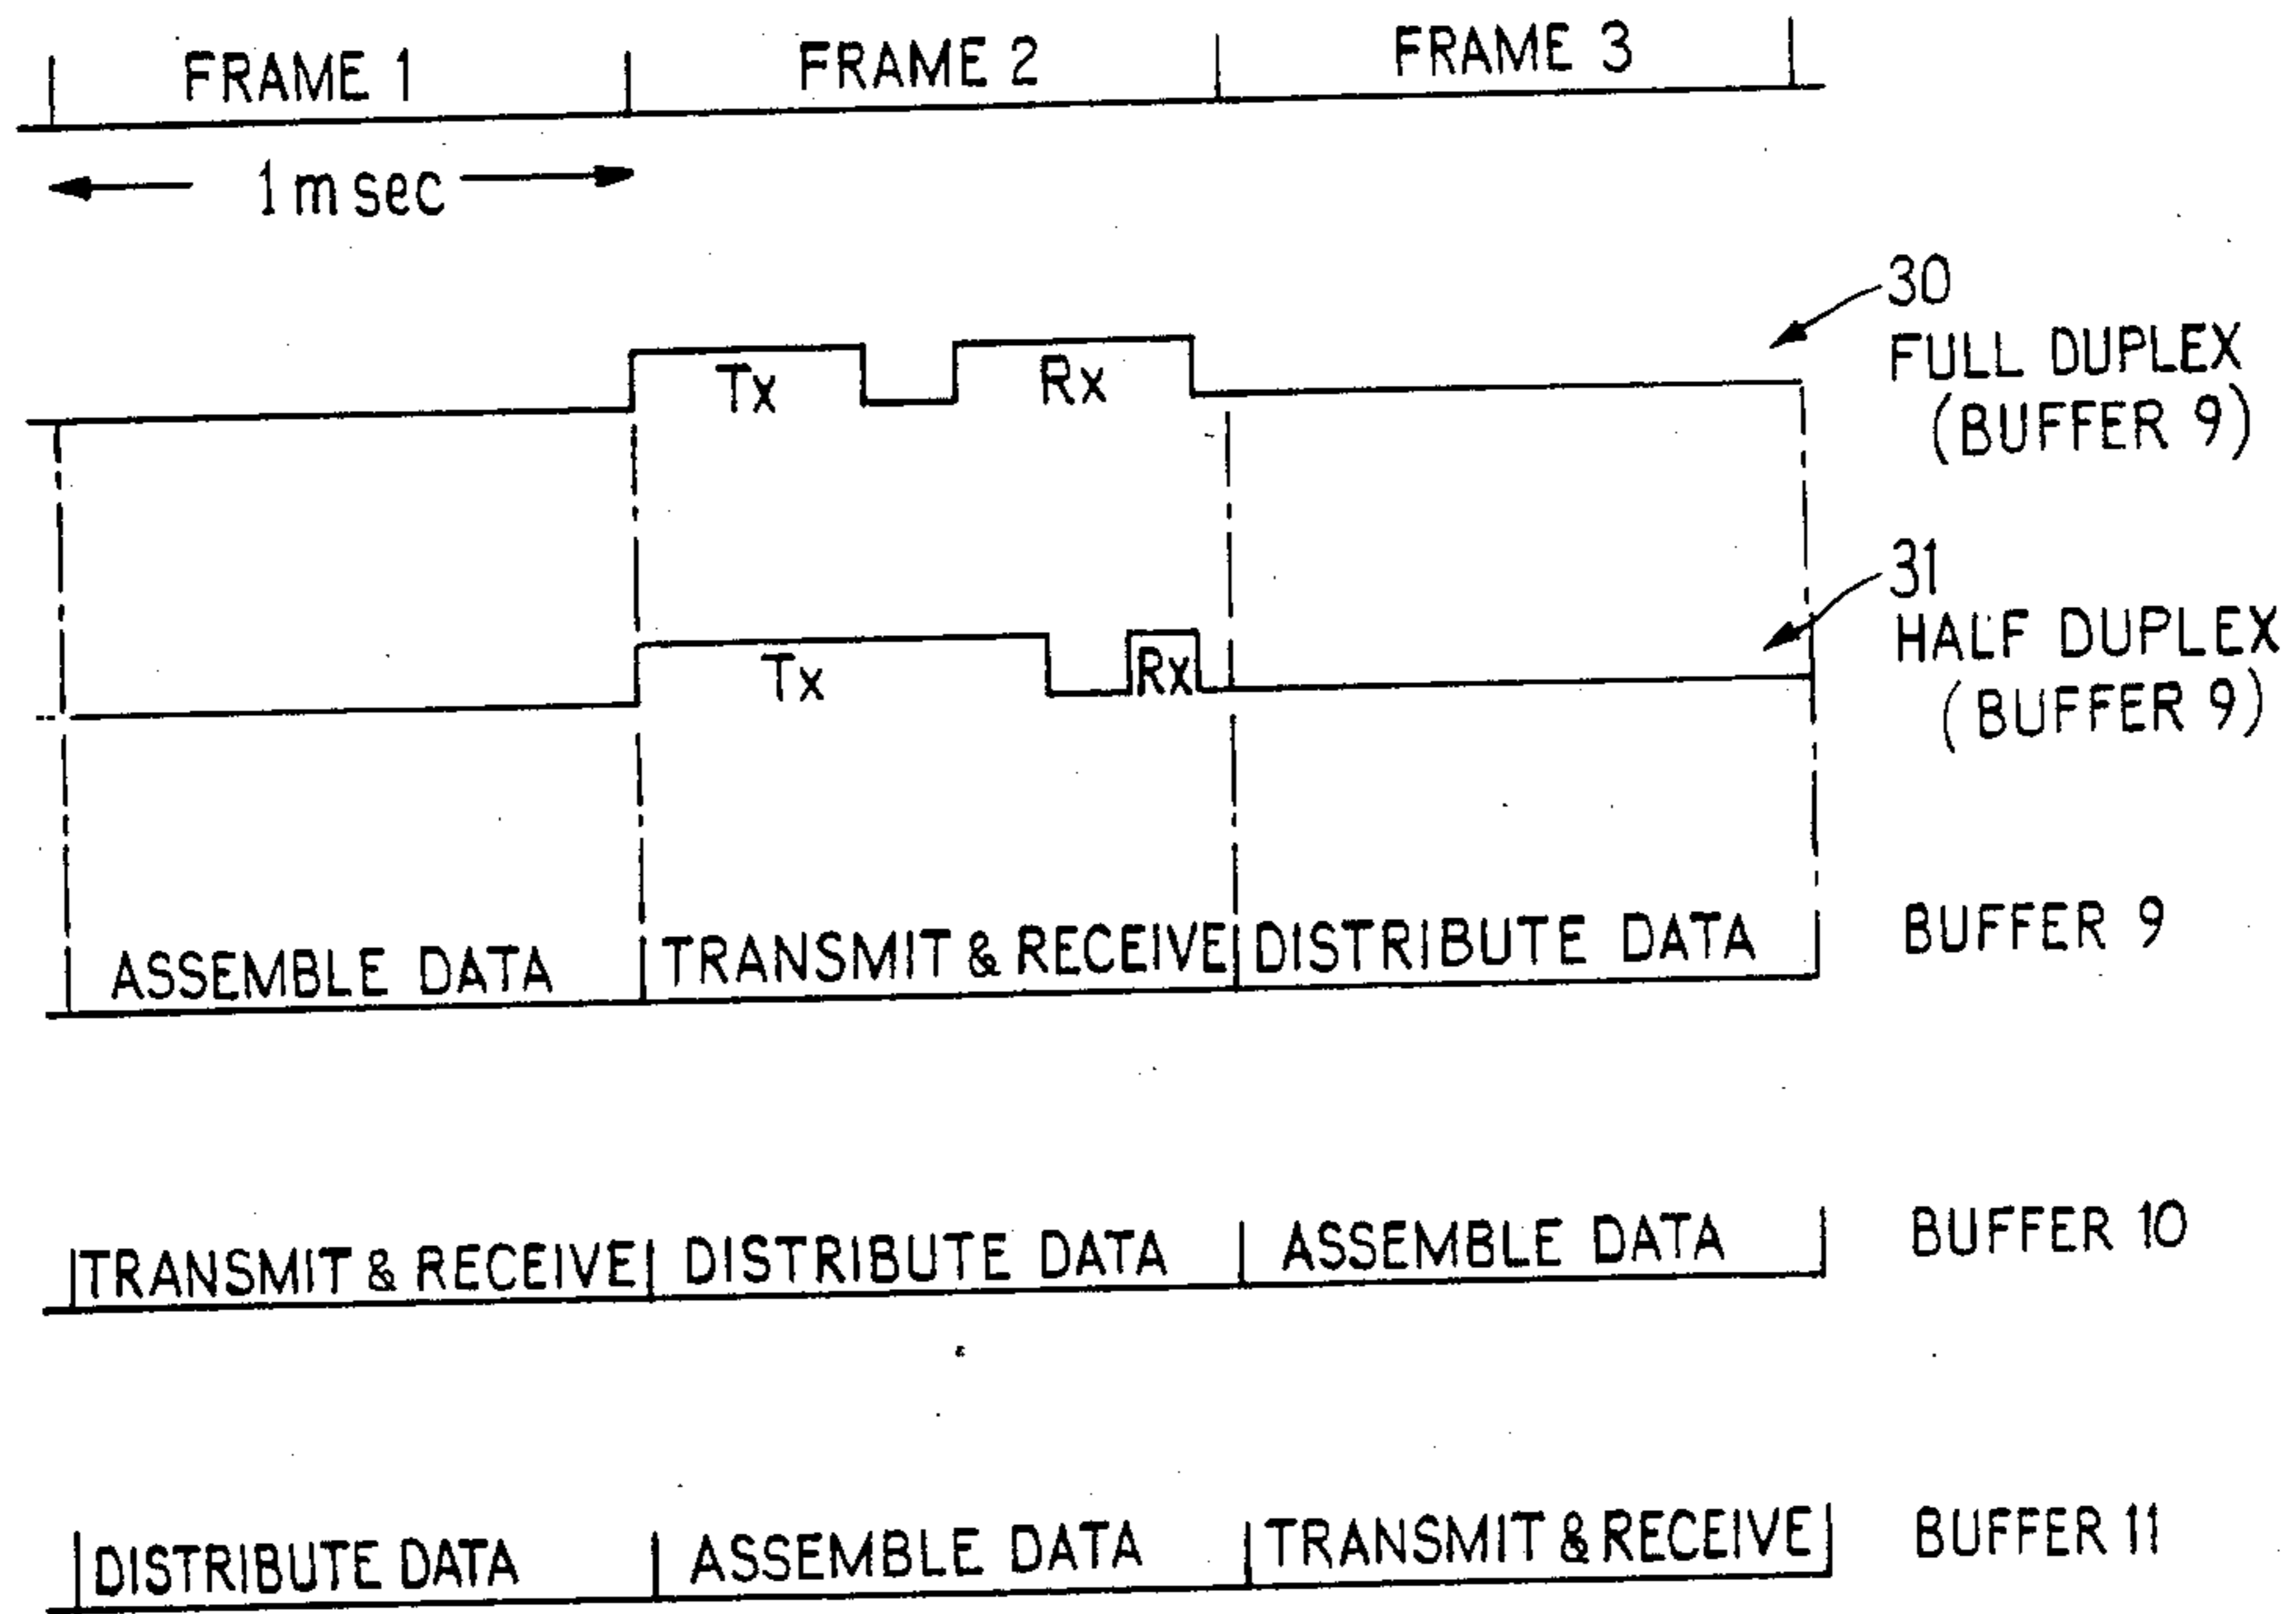 FRAME 1 FRAME 2 FRAME 3
1 m sec
30
FULL DUPLEX
(BUFFER 9)
Tx Rx
31
HALF DUPLEX
(BUFFER 9)
Tx Rx
ASSEMBLE DATA TRANSMIT & RECEIVE DISTRIBUTE DATA BUFFER 9
TRANSMIT & RECEIVE DISTRIBUTE DATA ASSEMBLE DATA BUFFER 10
DISTRIBUTE DATA ASSEMBLE DATA TRANSMIT & RECEIVE BUFFER 11